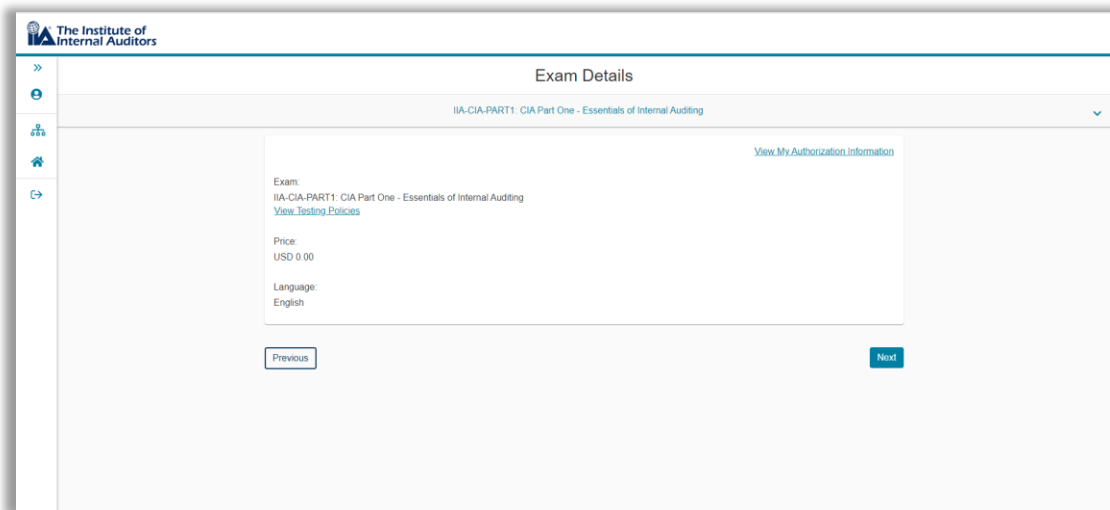 The Institute of
Internal Auditors
Exam Details
IIA-CIA-PART1: CIA Part One - Essentials of Internal Auditing
View My Authorization Information
Exam:
IIA-CIA-PART1: CIA Part One - Essentials of Internal Auditing
View Testing Policies
Price:
USD 0.00
Language:
English
Previous
Next